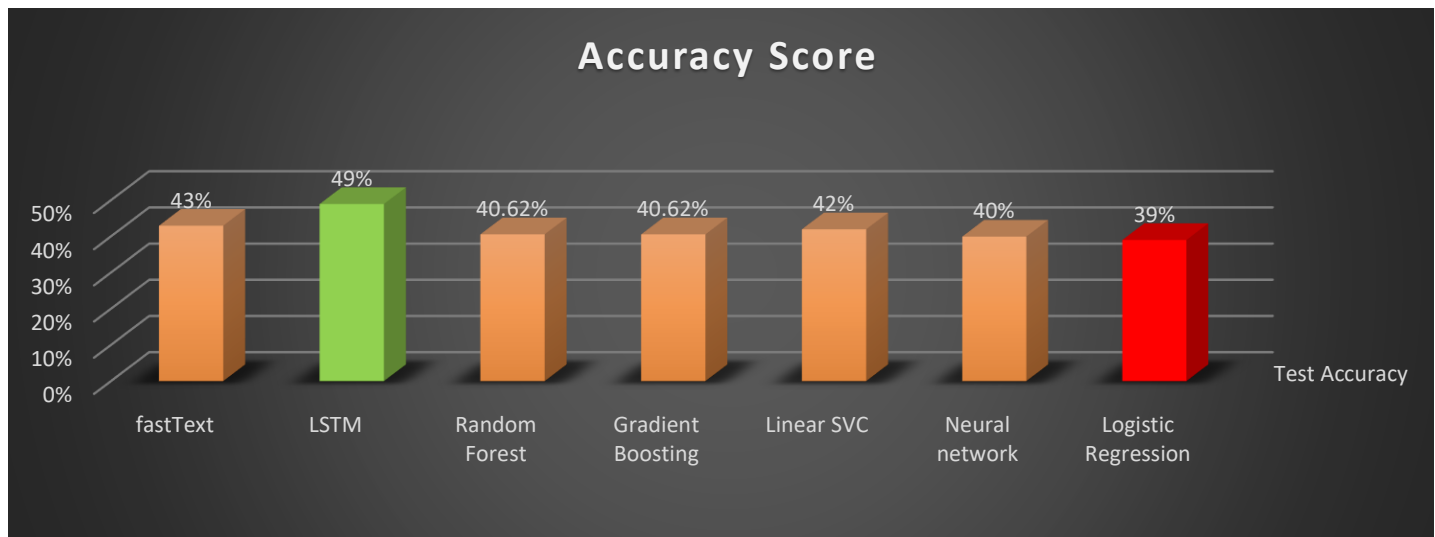 Accuracy Score
43%
49%
40.62%
40.62%
42%
40%
39%
50%
40%
30%
20%
10%
0%
Test Accuracy
fastText
LSTM
Random
Forest
Gradient
Boosting
Linear SVC
Neural
network
Logistic
Regression